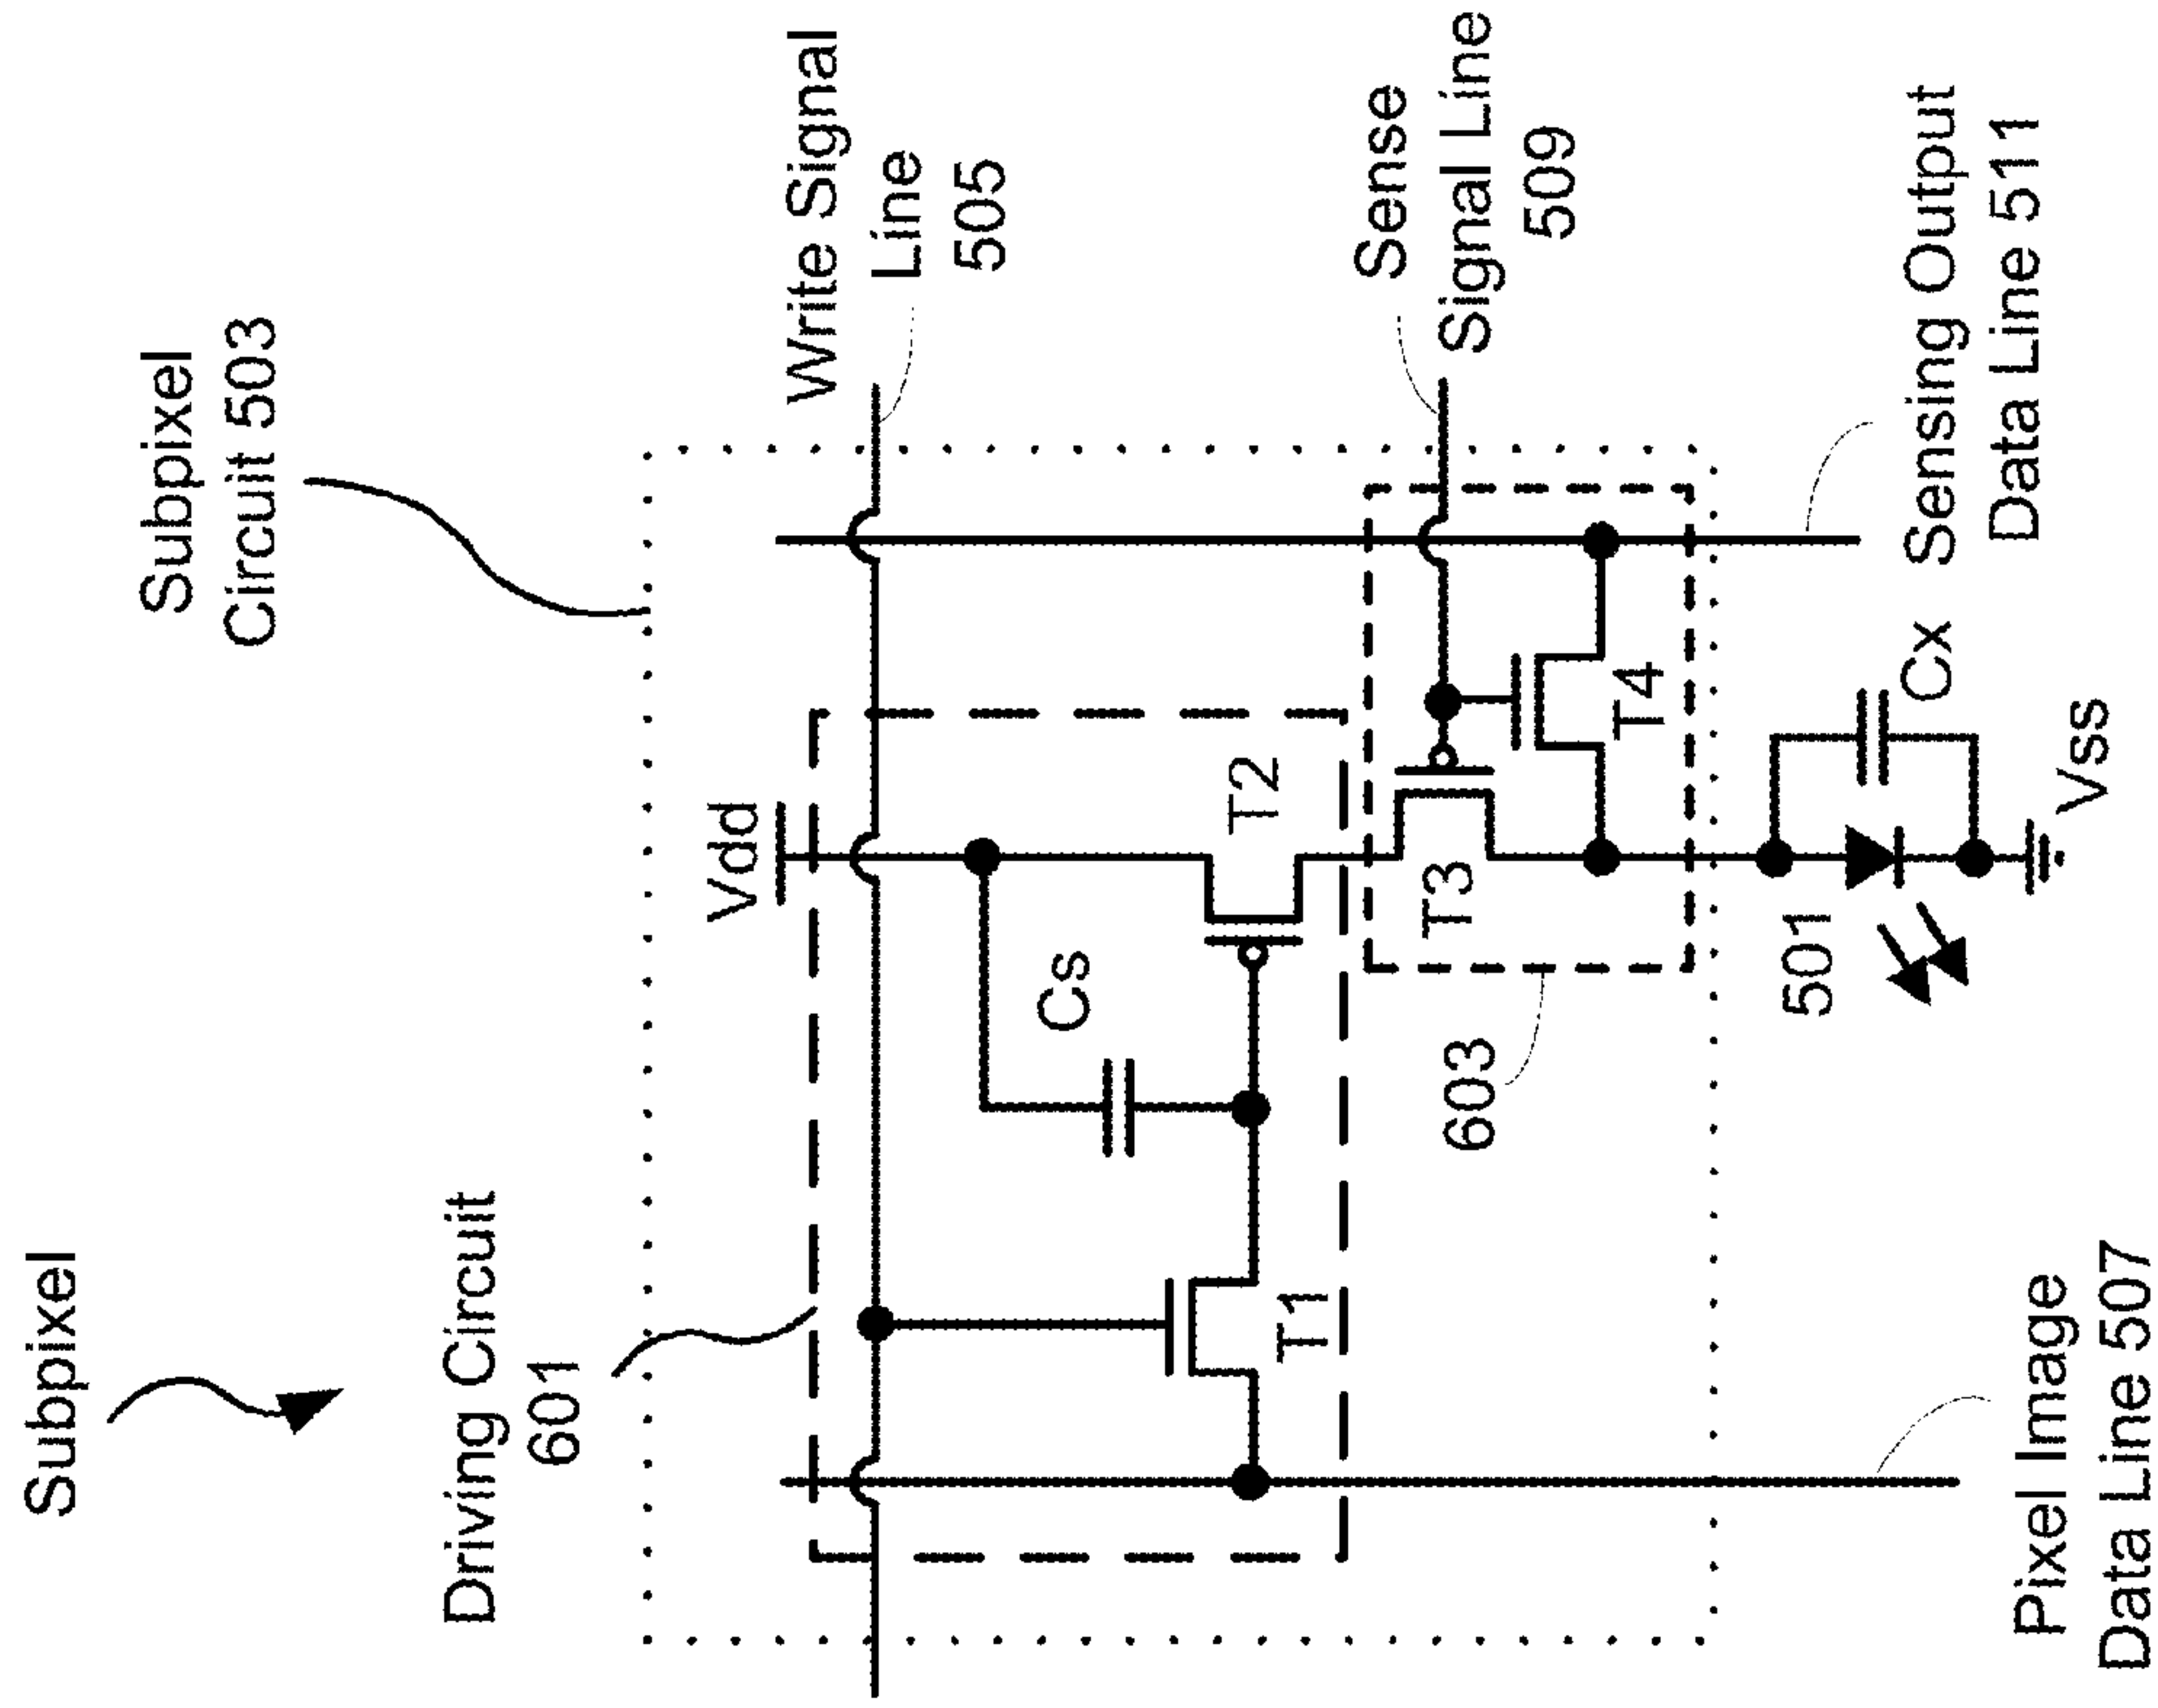 Subpixel
Subpixel
Circuit 503
Driving Circuit
601
Vdd
Write Signal
Line
505
Cs
T2
T1
T3
T4
Sense
Signal Line
509
603
501
Cx
Vss
Sensing Output
Data Line 511
Pixel Image
Data Line 507